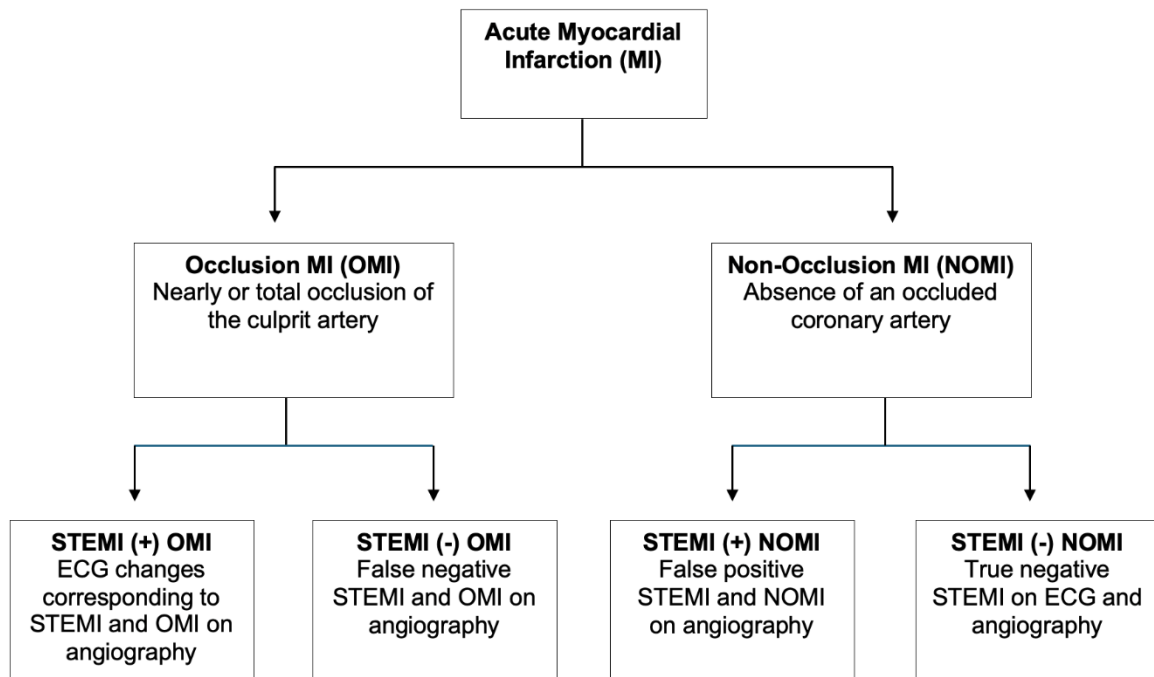 Acute Myocardial
Infarction (MI)
Occlusion MI (OMI)
Nearly or total occlusion of
the culprit artery
Non-Occlusion MI (NOMI)
Absence of an occluded
coronary artery
STEMI (+) OMI
ECG changes
corresponding to
STEMI and OMI on
angiography
STEMI (-) OMI
False negative
STEMI and OMI on
angiography
STEMI (+) NOMI
False positive
STEMI and NOMI
on angiography
STEMI (-) NOMI
True negative
STEMI on ECG and
angiography